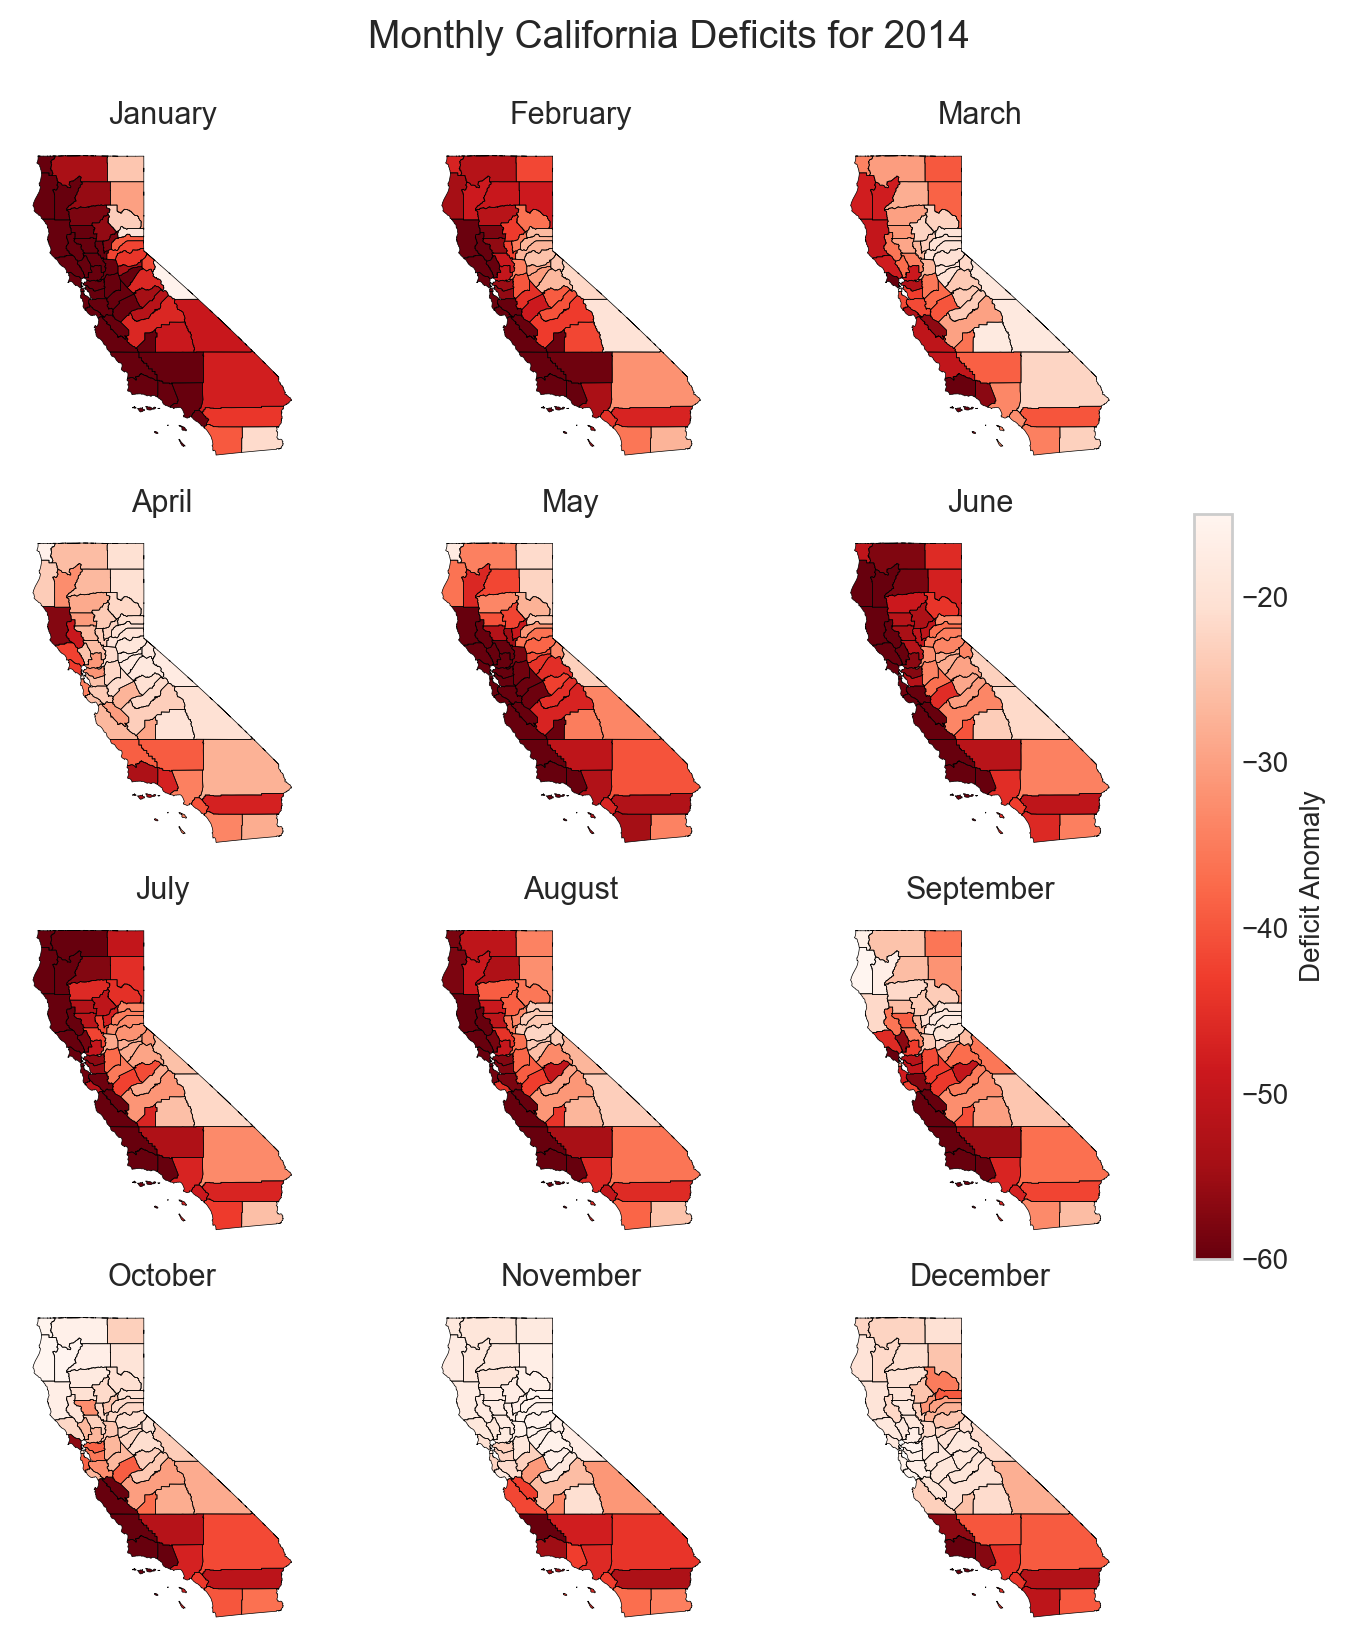 Monthly California Deficits for 2014
January
February
March
April
May
June
July
August
September
October
November
December
−20
−30
−40
−50
−60
Deficit Anomaly